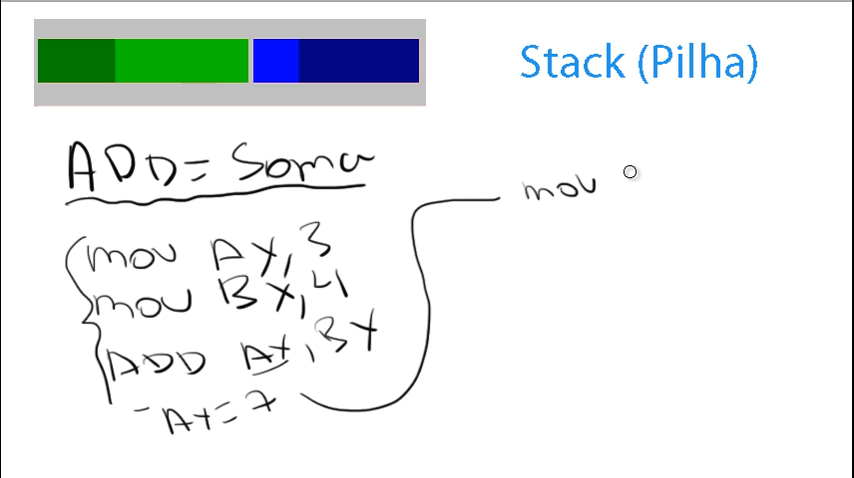 Stack (Pilha)
ADD = Soma
mov AX, 3
mov BX, 4
ADD AX, BX
- AX = 7
mov